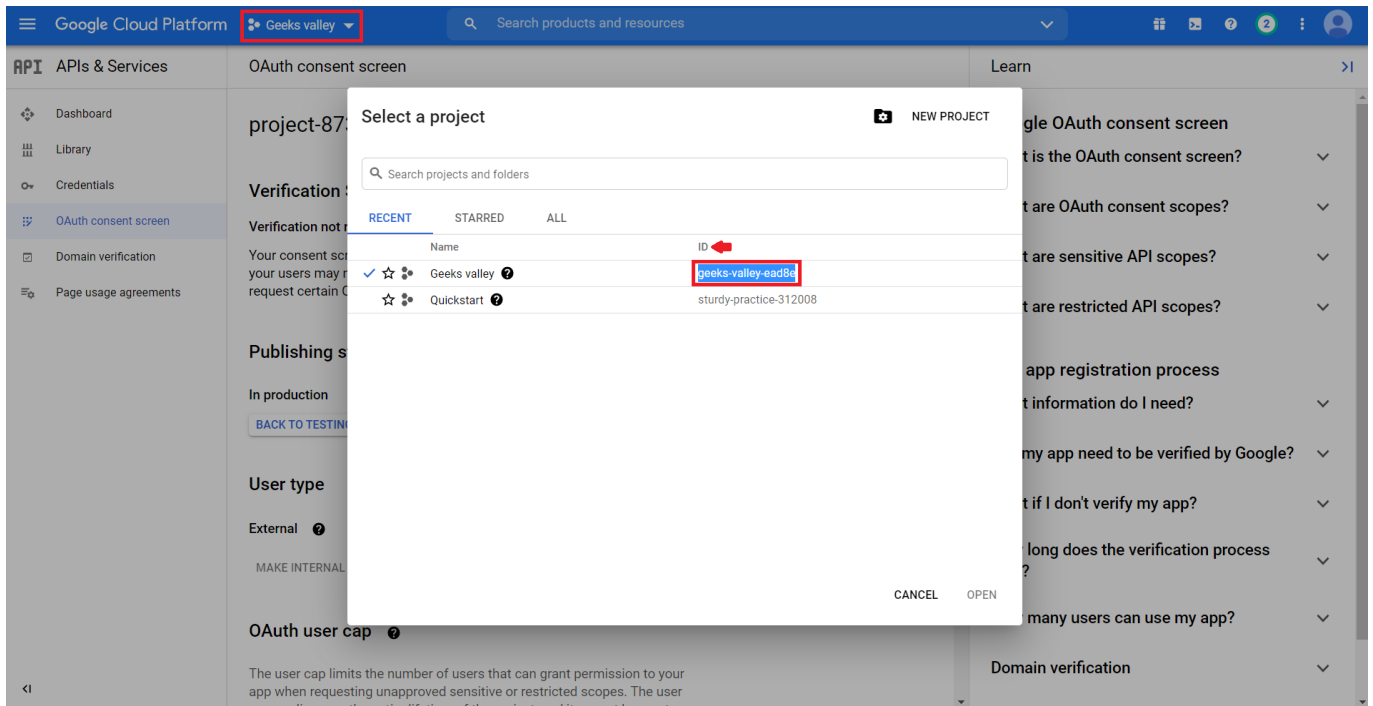 Google Cloud Platform
Geeks valley
Search products and resources
2
API APIs & Services
OAuth consent screen
Learn
Dashboard
Library
Credentials
OAuth consent screen
Domain verification
Page usage agreements
project-87
Verification
Verification not
Your consent
your users may
request certain
Publishing
In production
BACK TO TESTING
User type
External
MAKE INTERNAL
OAuth user cap
The user cap limits the number of users that can grant permission to your
app when requesting unapproved sensitive or restricted scopes. The user
Select a project
NEW PROJECT
Search projects and folders
RECENT STARRED ALL
Name ID
Geeks valley geeks-valley-ead8e
Quickstart sturdy-practice-312008
CANCEL OPEN
gle OAuth consent screen
t is the OAuth consent screen?
t are OAuth consent scopes?
t are sensitive API scopes?
t are restricted API scopes?
app registration process
t information do I need?
my app need to be verified by Google?
t if I don't verify my app?
long does the verification process
?
many users can use my app?
Domain verification